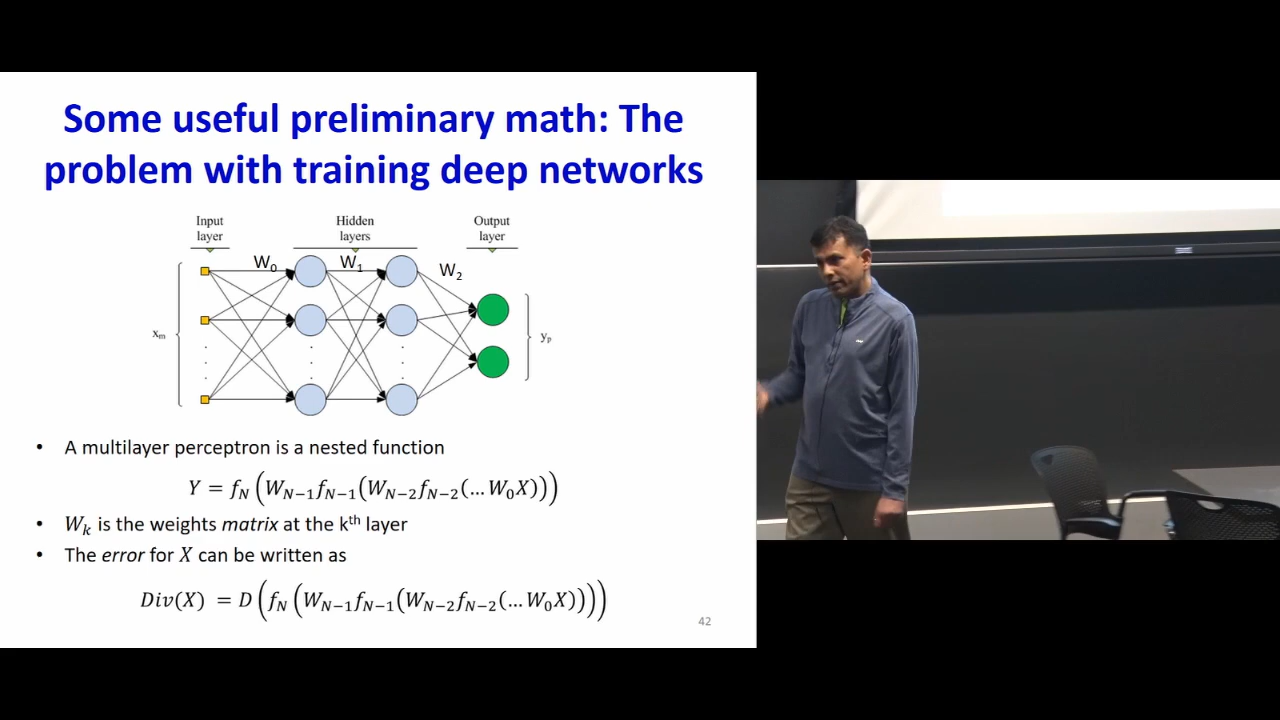 Some useful preliminary math: The
problem with training deep networks
Input
layer
Hidden
layers
Output
layer
W₀
W₁
W₂
xₘ
yₚ
• A multilayer perceptron is a nested function
Y = f_N (W_{N−1}f_{N−1}(W_{N−2}f_{N−2}(…W₀X)))
• W_k is the weights matrix at the kᵗʰ layer
• The error for X can be written as
Div(X) = D (f_N (W_{N−1}f_{N−1}(W_{N−2}f_{N−2}(…W₀X))))
42